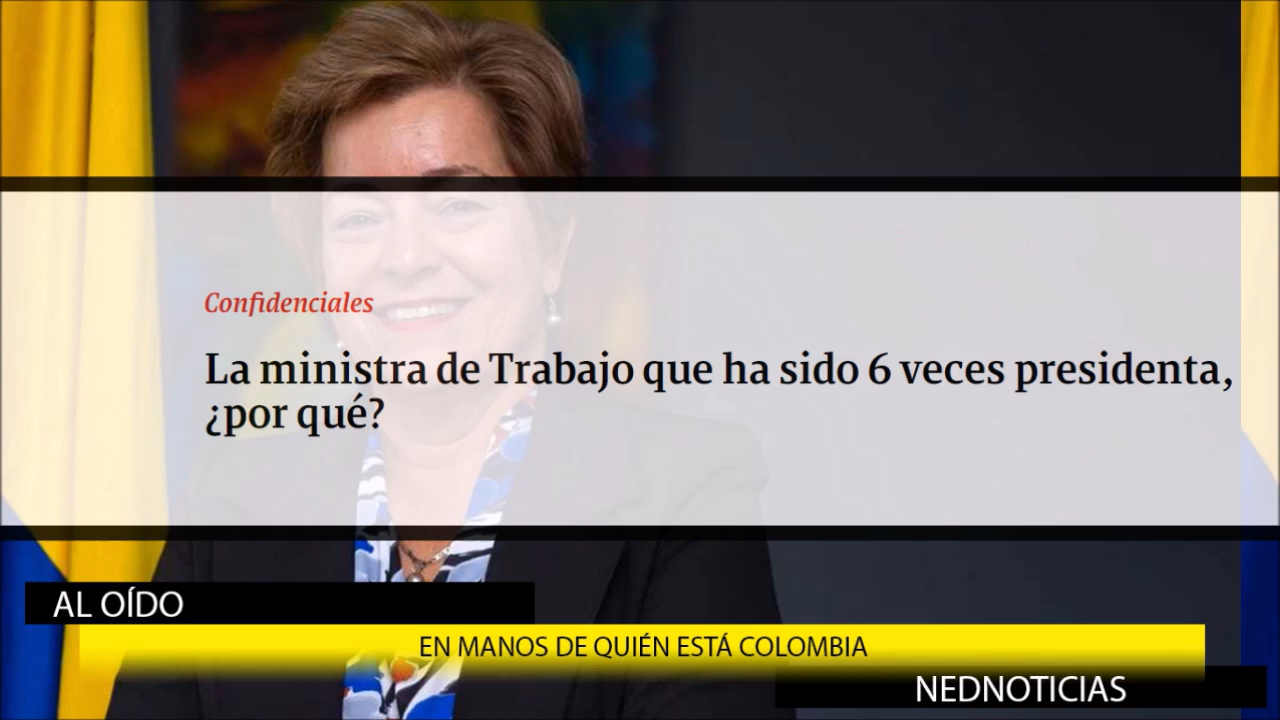 Confidenciales
La ministra de Trabajo que ha sido 6 veces presidenta,
¿por qué?
AL OÍDO
EN MANOS DE QUIÉN ESTÁ COLOMBIA
NEDNOTICIAS